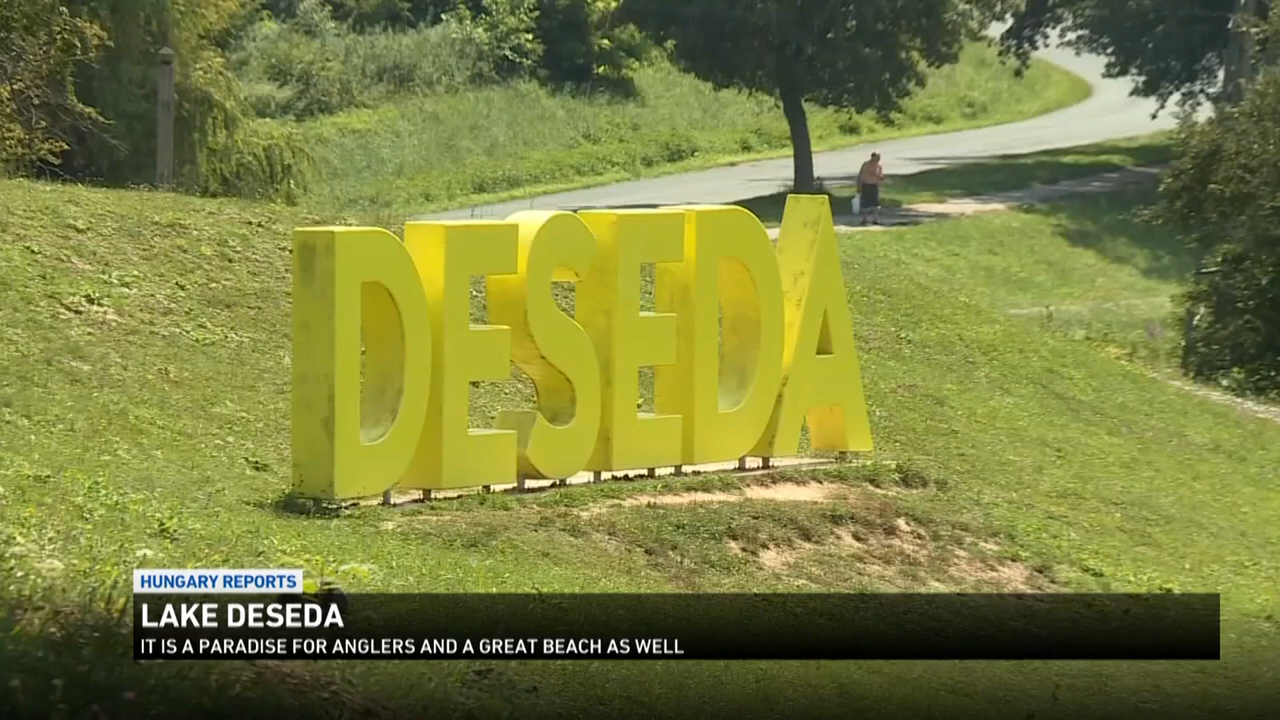 DESEDA
HUNGARY REPORTS
LAKE DESEDA
IT IS A PARADISE FOR ANGLERS AND A GREAT BEACH AS WELL